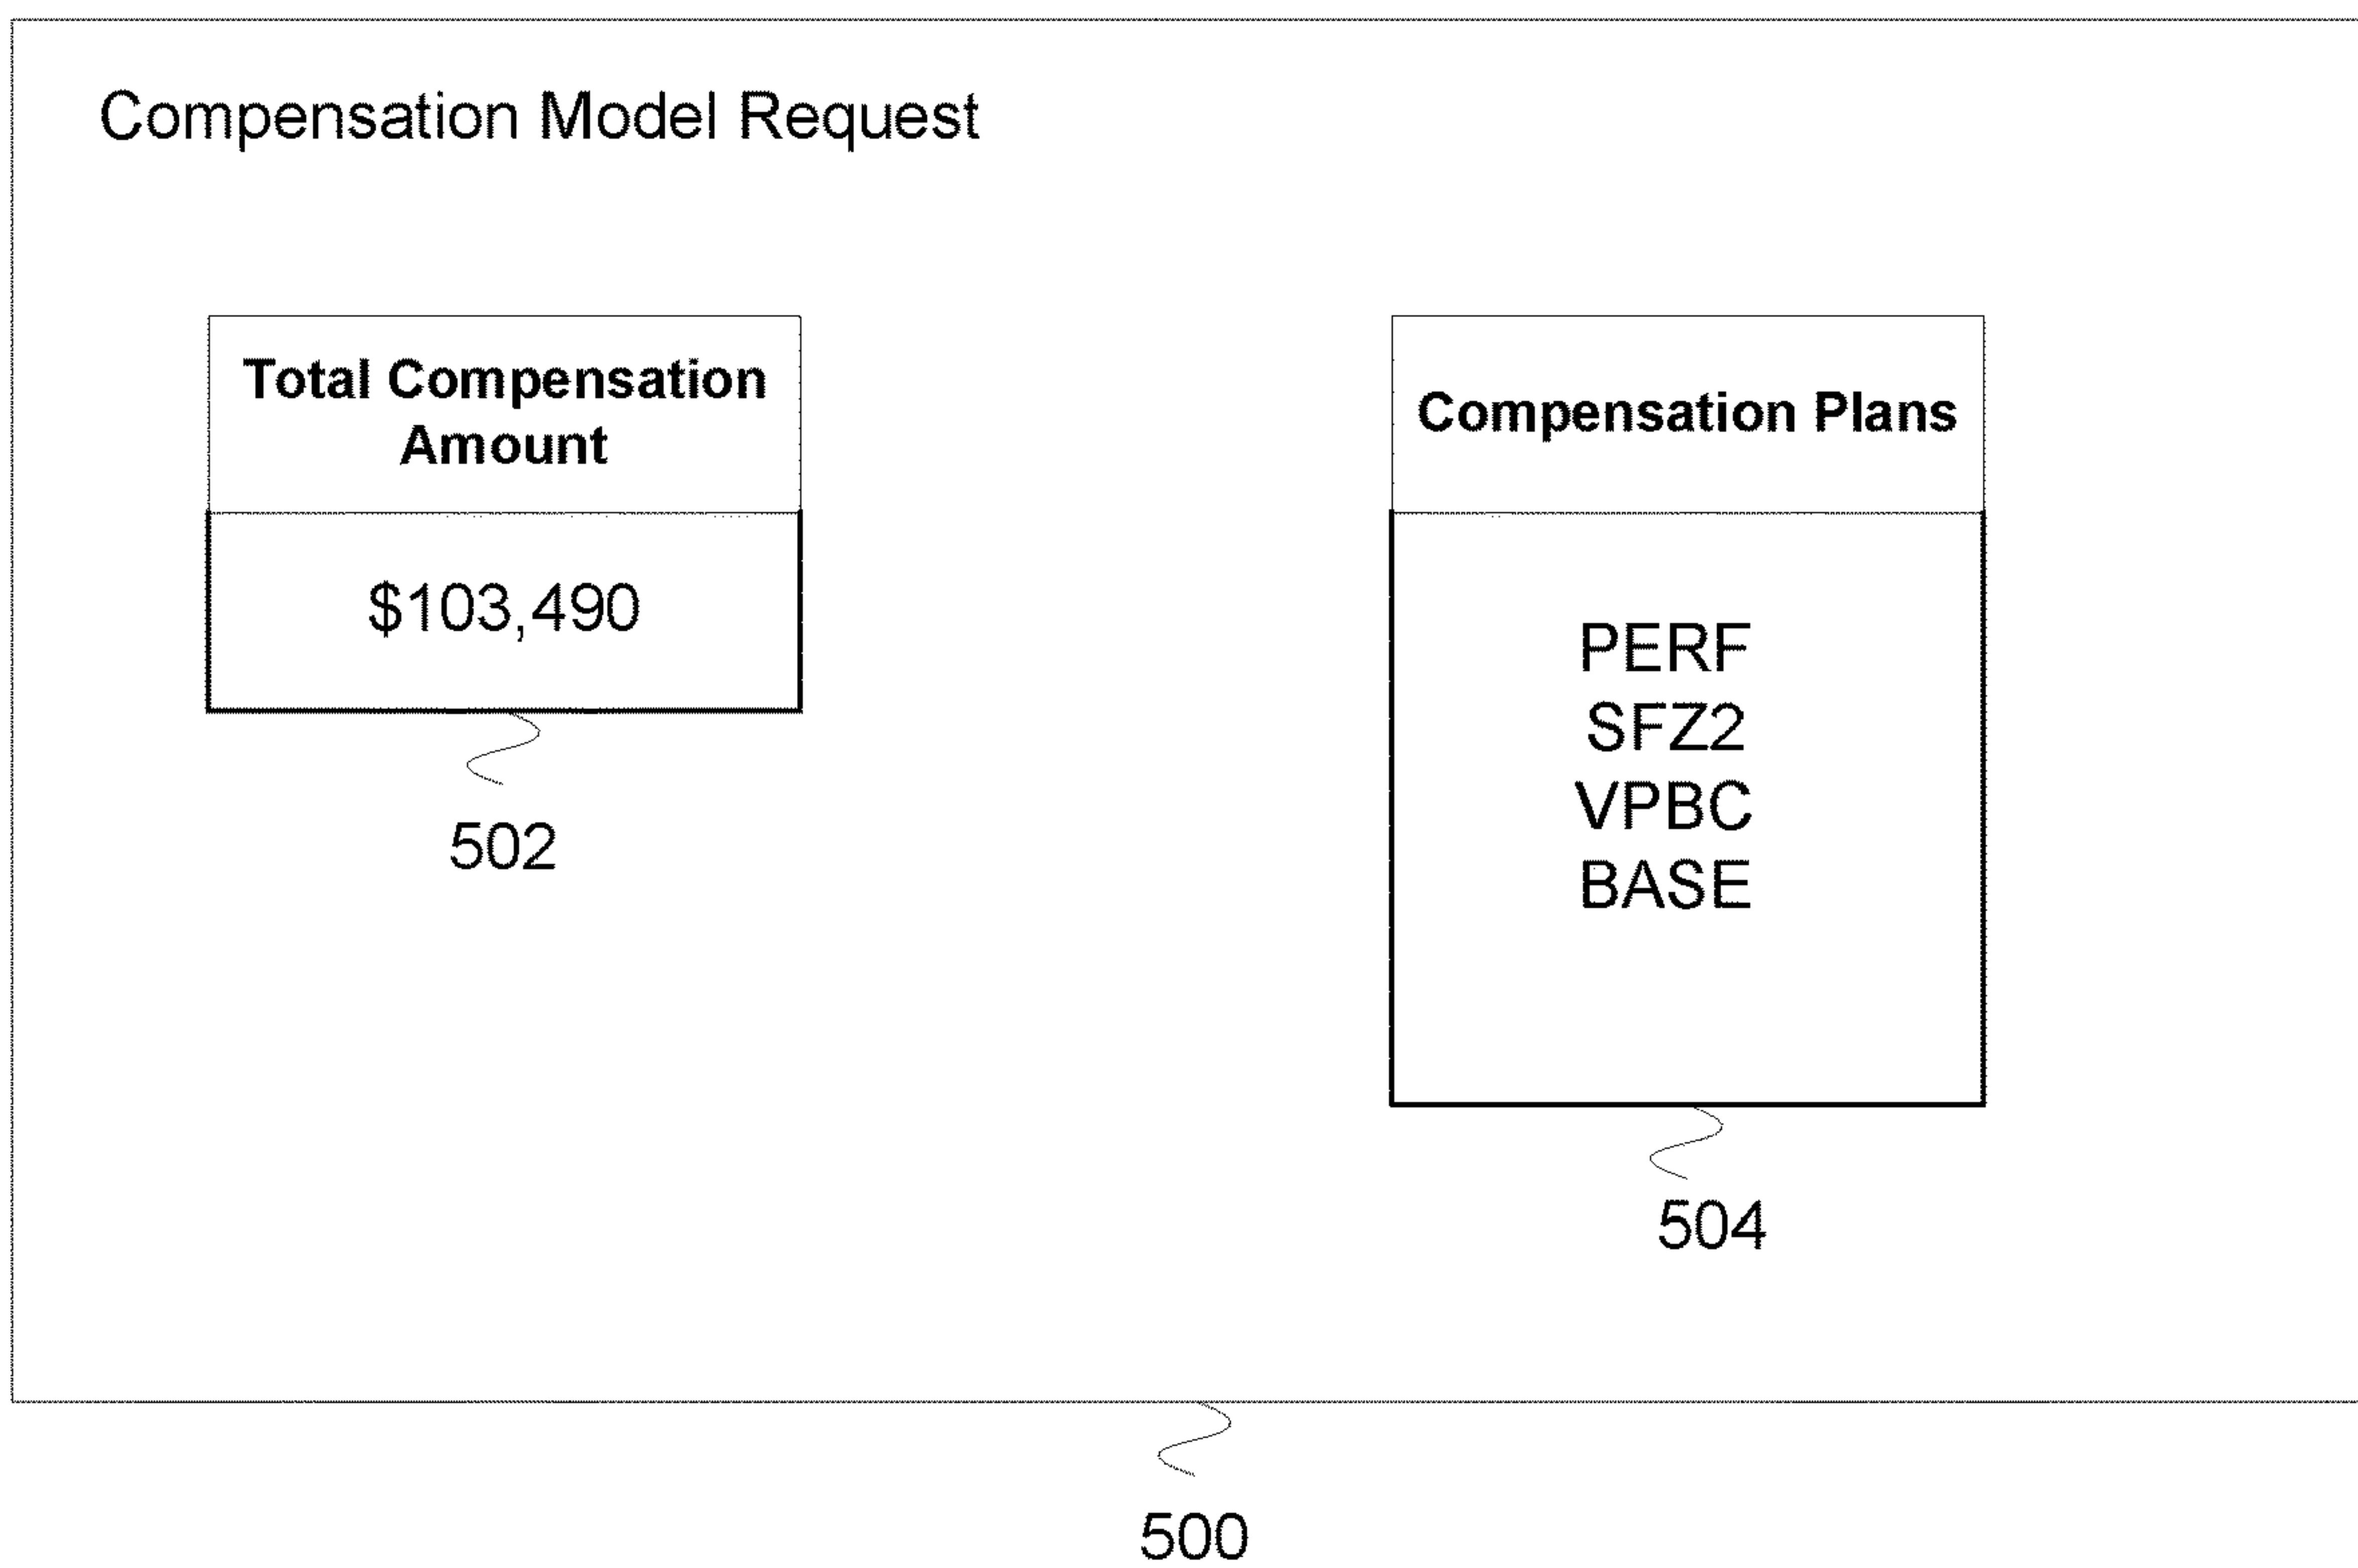 Compensation Model Request
Total Compensation
Amount
$103,490
502
Compensation Plans
PERF
SFZ2
VPBC
BASE
504
500